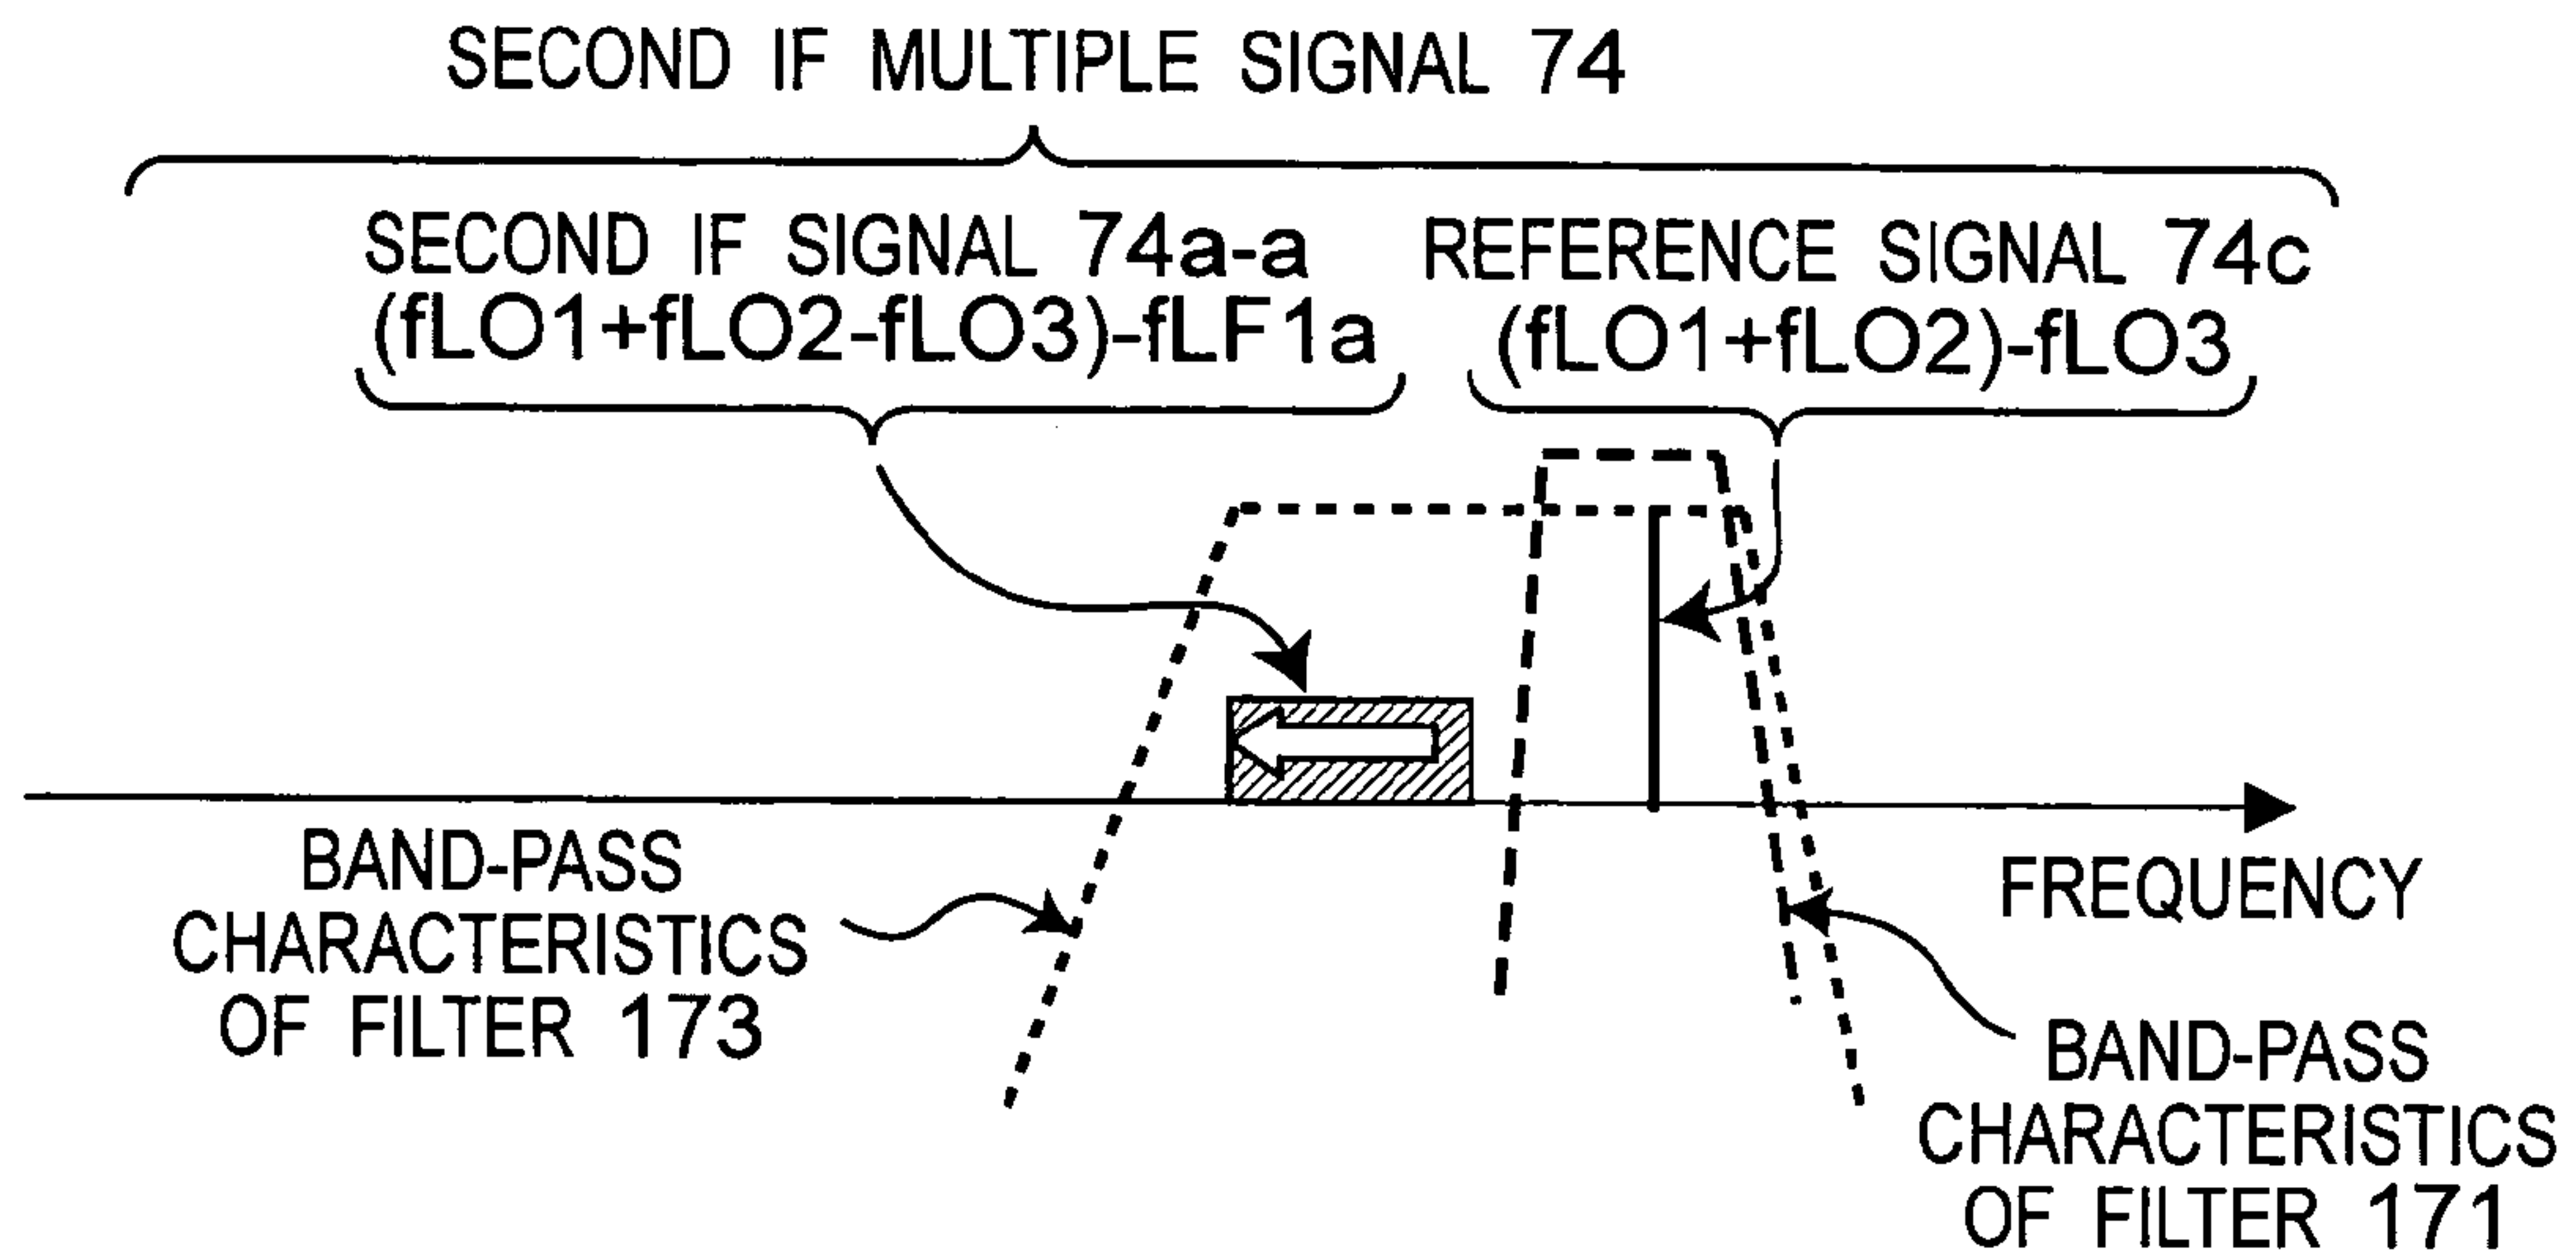 SECOND IF MULTIPLE SIGNAL 74
SECOND IF SIGNAL 74a-a
(fLO1+fLO2-fLO3)-fLF1a
REFERENCE SIGNAL 74c
(fLO1+fLO2)-fLO3
BAND-PASS
CHARACTERISTICS
OF FILTER 173
FREQUENCY
BAND-PASS
CHARACTERISTICS
OF FILTER 171